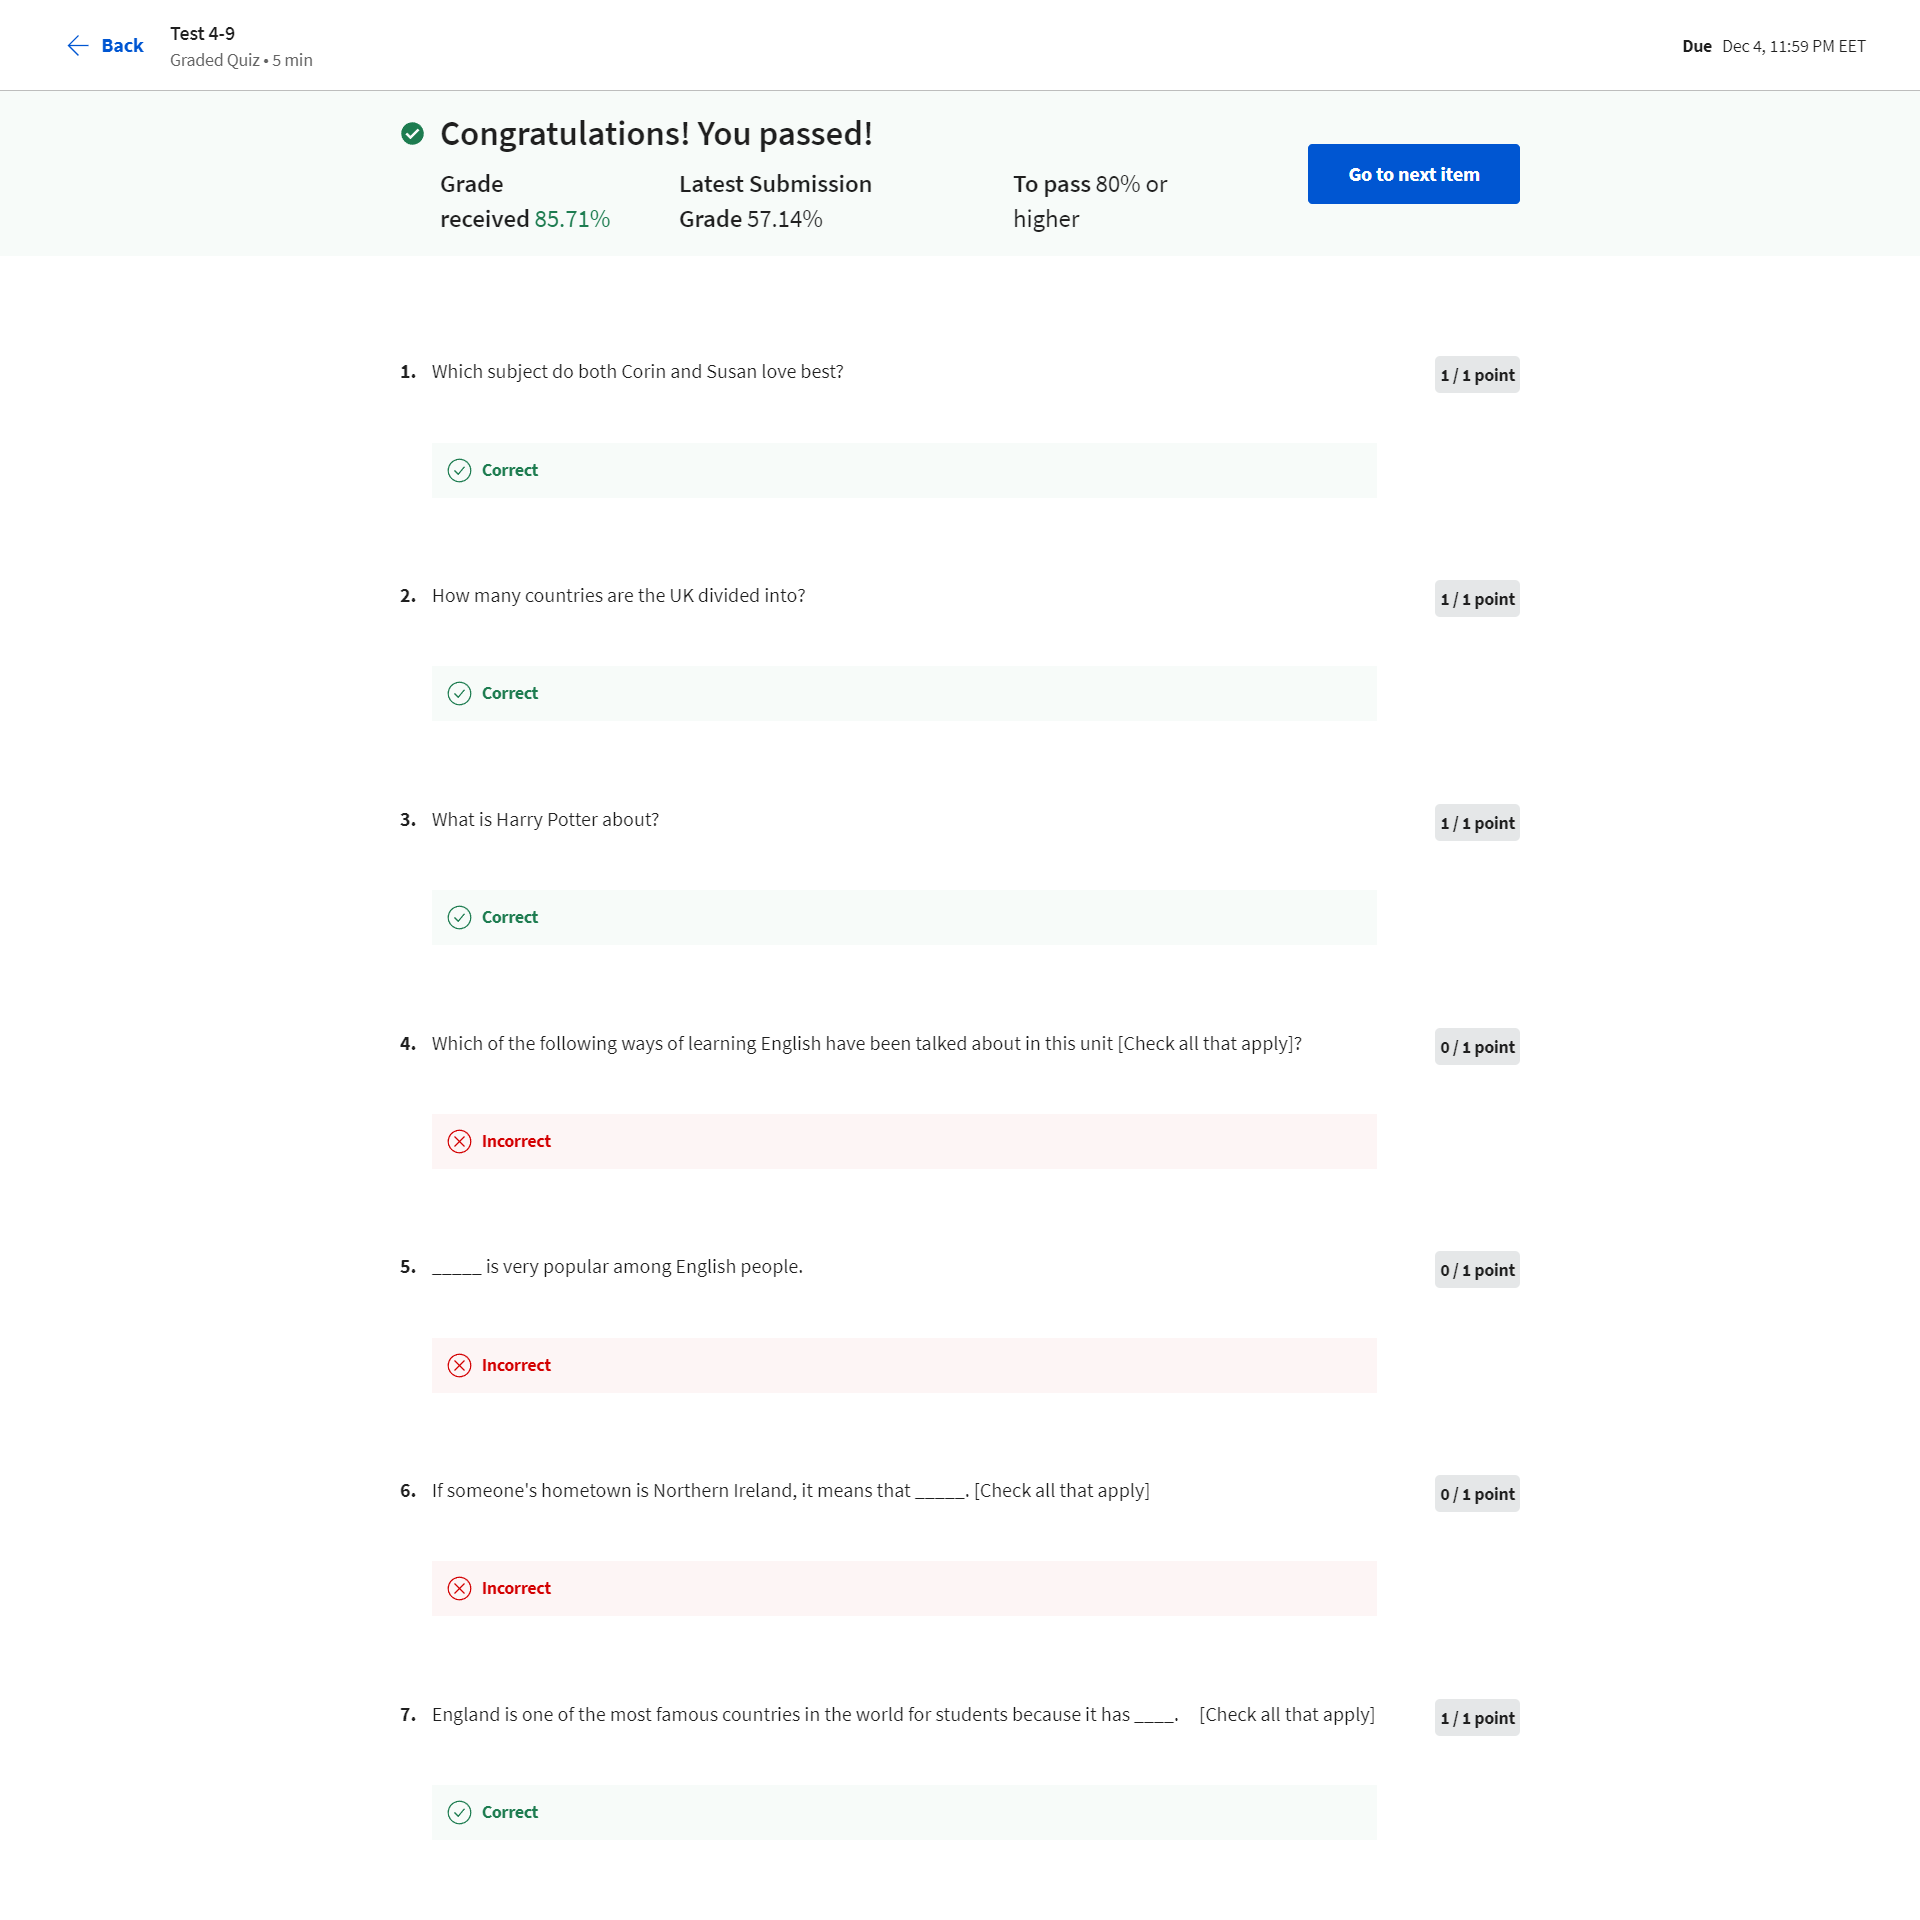 Back
Test 4-9
Graded Quiz • 5 min
Due Dec 4, 11:59 PM EET
Congratulations! You passed!
Grade received 85.71%
Latest Submission Grade 57.14%
To pass 80% or higher
Go to next item
1. Which subject do both Corin and Susan love best?
1 / 1 point
Correct
2. How many countries are the UK divided into?
1 / 1 point
Correct
3. What is Harry Potter about?
1 / 1 point
Correct
4. Which of the following ways of learning English have been talked about in this unit [Check all that apply]?
0 / 1 point
Incorrect
5. _____ is very popular among English people.
0 / 1 point
Incorrect
6. If someone's hometown is Northern Ireland, it means that _____. [Check all that apply]
0 / 1 point
Incorrect
7. England is one of the most famous countries in the world for students because it has ____. [Check all that apply]
1 / 1 point
Correct